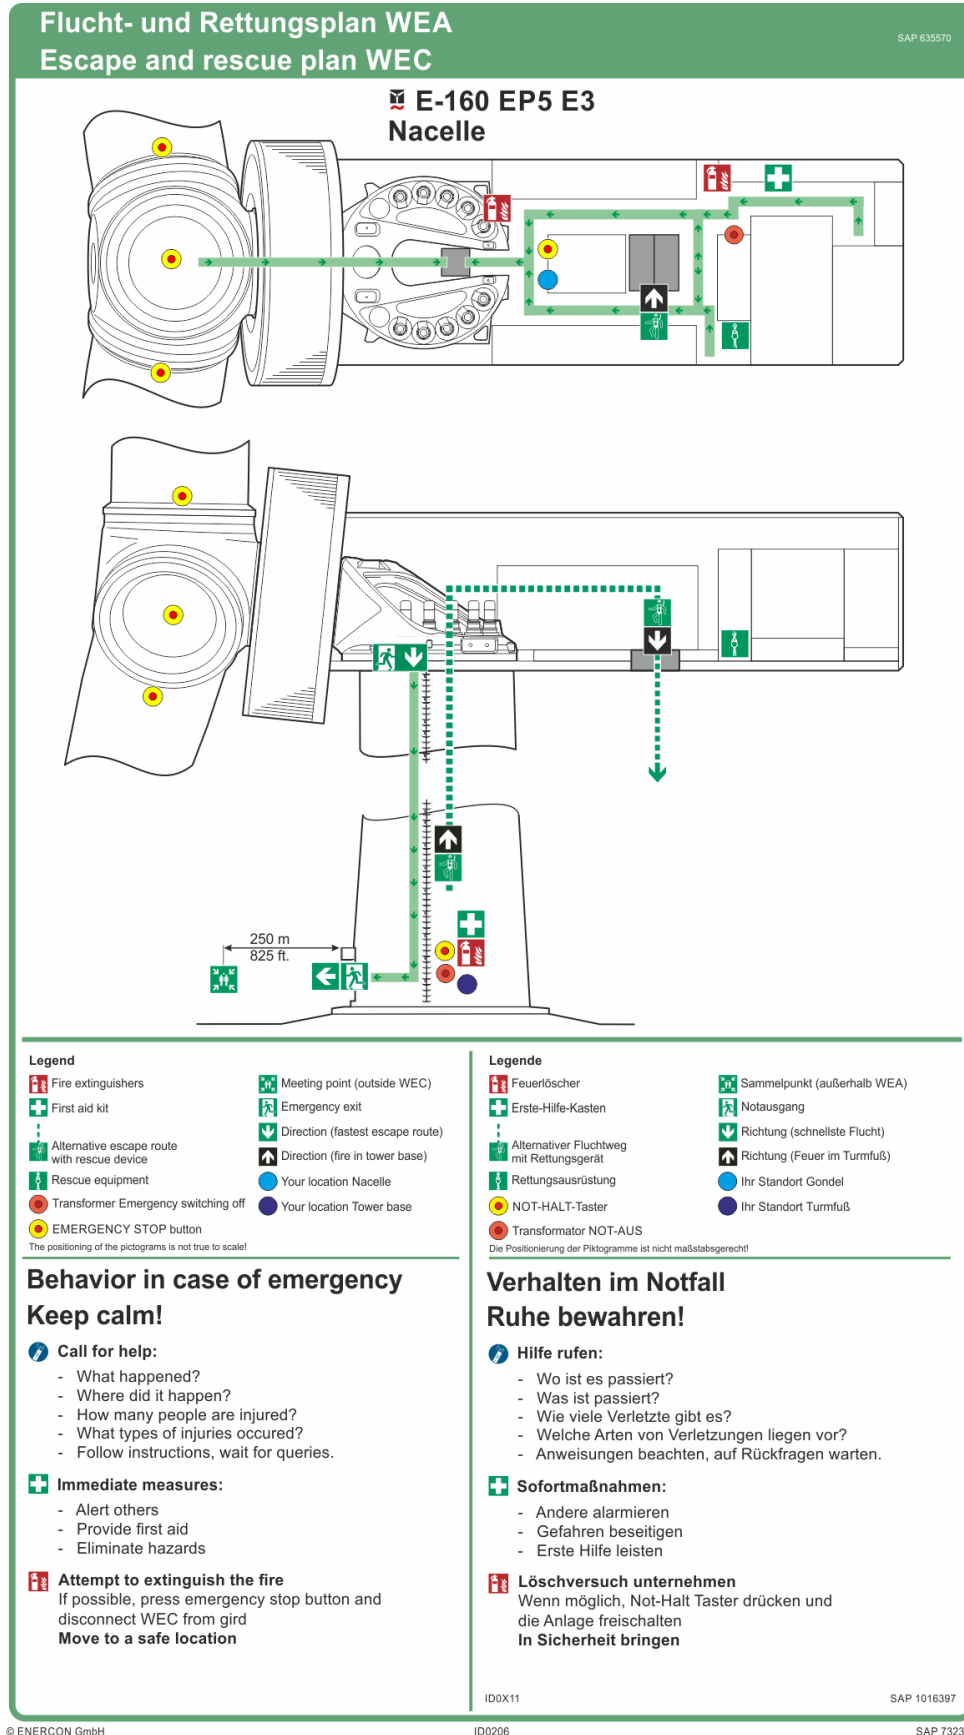 Flucht- und Rettungsplan WEA
Escape and rescue plan WEC
SAP 635570
E-160 EP5 E3
Nacelle
250 m
825 ft.
Legend
Fire extinguishers
First aid kit
Alternative escape route
with rescue device
Rescue equipment
Transformer Emergency switching off
EMERGENCY STOP button
Meeting point (outside WEC)
Emergency exit
Direction (fastest escape route)
Direction (fire in tower base)
Your location Nacelle
Your location Tower base
The positioning of the pictograms is not true to scale!
Legende
Feuerlöscher
Erste-Hilfe-Kasten
Alternativer Fluchtweg
mit Rettungsgerät
Rettungsausrüstung
NOT-HALT-Taster
Transformator NOT-AUS
Sammelpunkt (außerhalb WEA)
Notausgang
Richtung (schnellste Flucht)
Richtung (Feuer im Turmfuß)
Ihr Standort Gondel
Ihr Standort Turmfuß
Die Positionierung der Piktogramme ist nicht maßstabsgerecht!
Behavior in case of emergency
Keep calm!
Call for help:
- What happened?
- Where did it happen?
- How many people are injured?
- What types of injuries occured?
- Follow instructions, wait for queries.
Immediate measures:
- Alert others
- Provide first aid
- Eliminate hazards
Attempt to extinguish the fire
If possible, press emergency stop button and
disconnect WEC from gird
Move to a safe location
Verhalten im Notfall
Ruhe bewahren!
Hilfe rufen:
- Wo ist es passiert?
- Was ist passiert?
- Wie viele Verletzte gibt es?
- Welche Arten von Verletzungen liegen vor?
- Anweisungen beachten, auf Rückfragen warten.
Sofortmaßnahmen:
- Andere alarmieren
- Gefahren beseitigen
- Erste Hilfe leisten
Löschversuch unternehmen
Wenn möglich, Not-Halt Taster drücken und
die Anlage freischalten
In Sicherheit bringen
ID0X11
SAP 1016397
© ENERCON GmbH
ID0206
SAP 7323